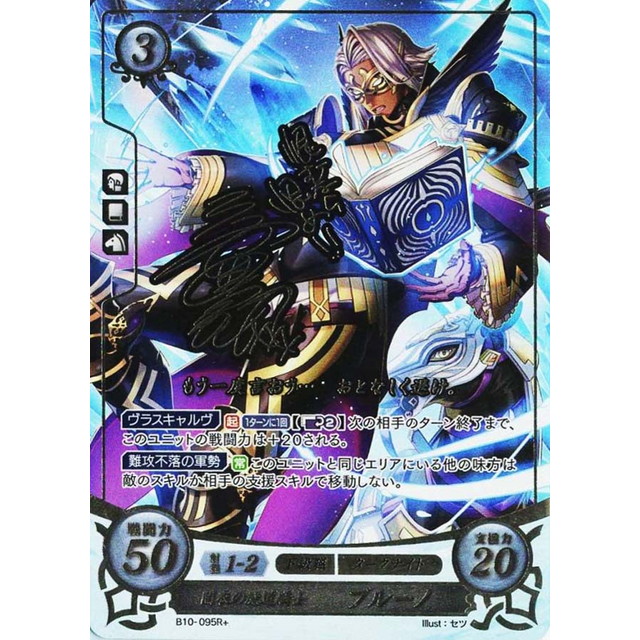 3
もう一度言おう… おとなしく退け。
ヴラスキャルヴ 起 1ターンに1回 【 2】 次の相手のターン終了まで、
このユニットの戦闘力は＋20される。
難攻不落の軍勢 常 このユニットと同じエリアにいる他の味方は
敵のスキルか相手の支援スキルで移動しない。
戦闘力
50
射程 1-2
支援力
20
ブルーノ
B10-095R+
Illust：セツ